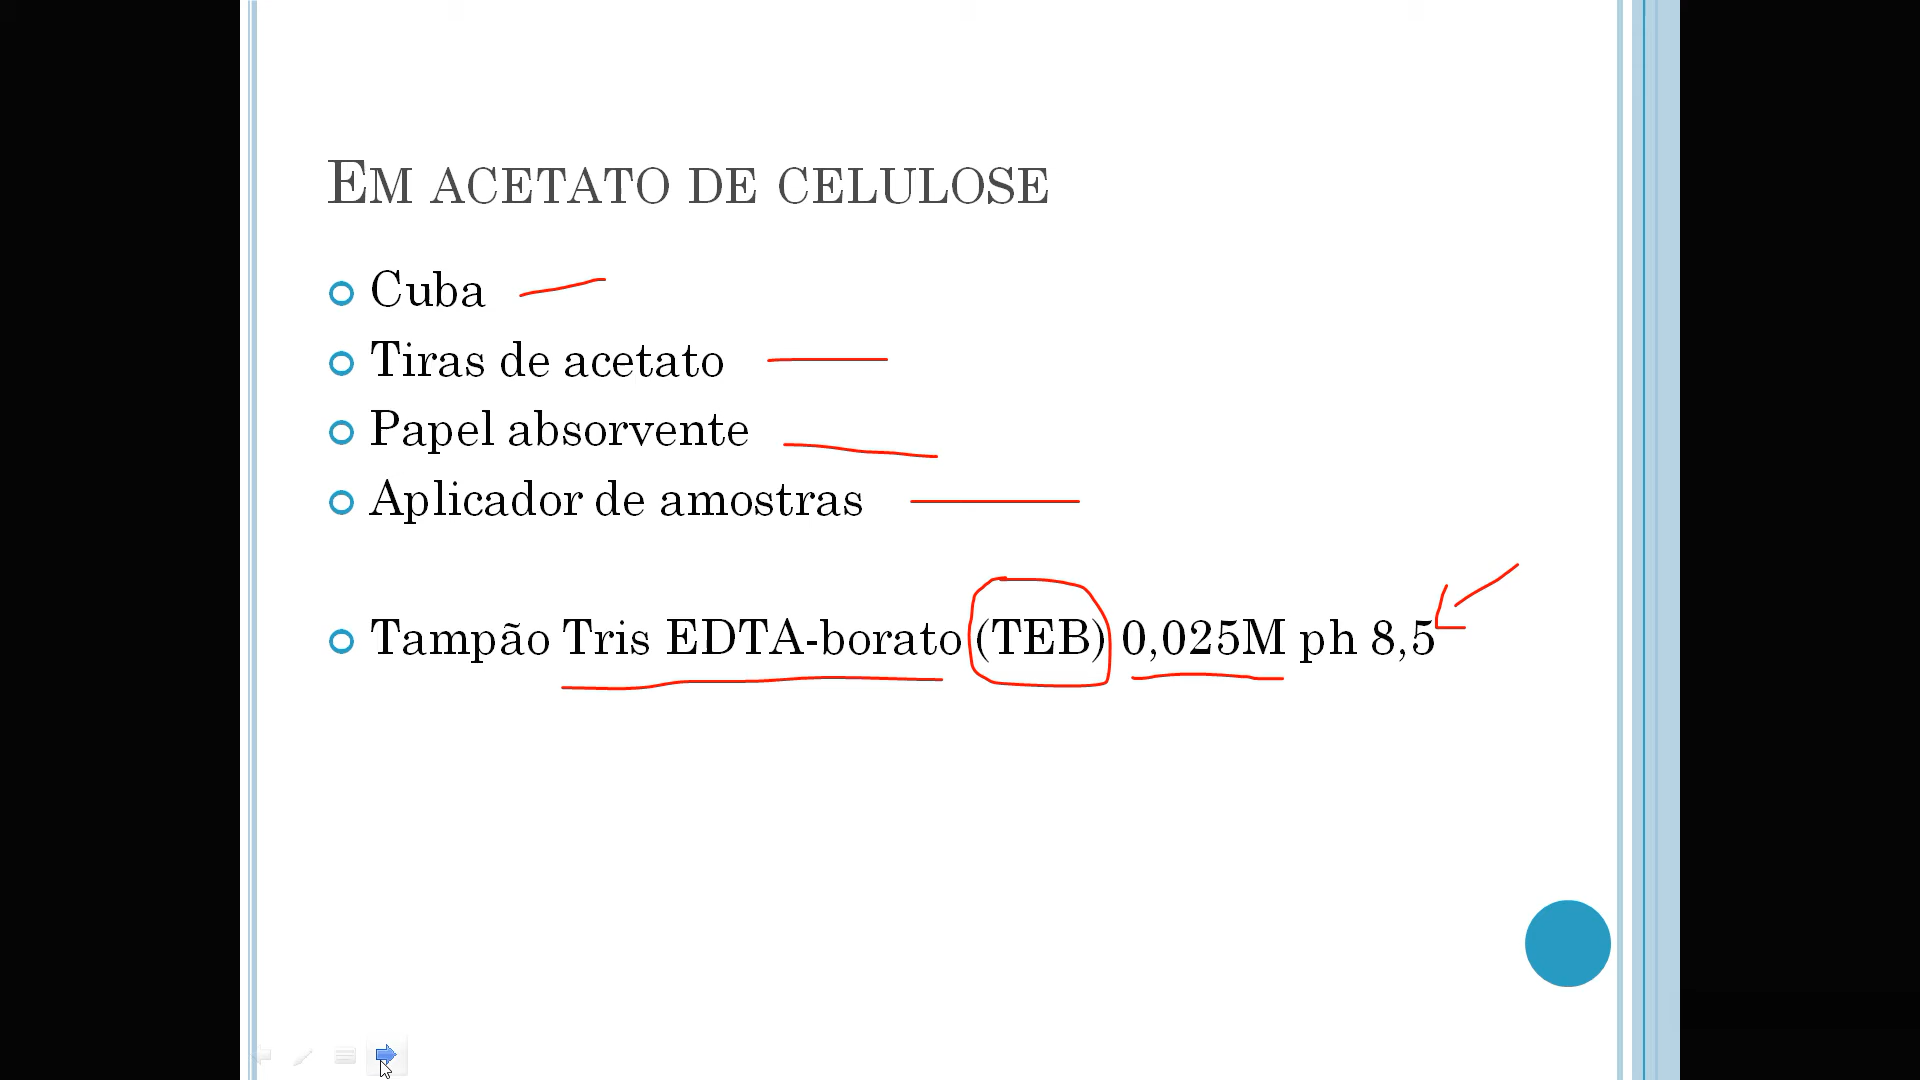 EM ACETATO DE CELULOSE
Cuba
Tiras de acetato
Papel absorvente
Aplicador de amostras
Tampão Tris EDTA-borato (TEB) 0,025M ph 8,5